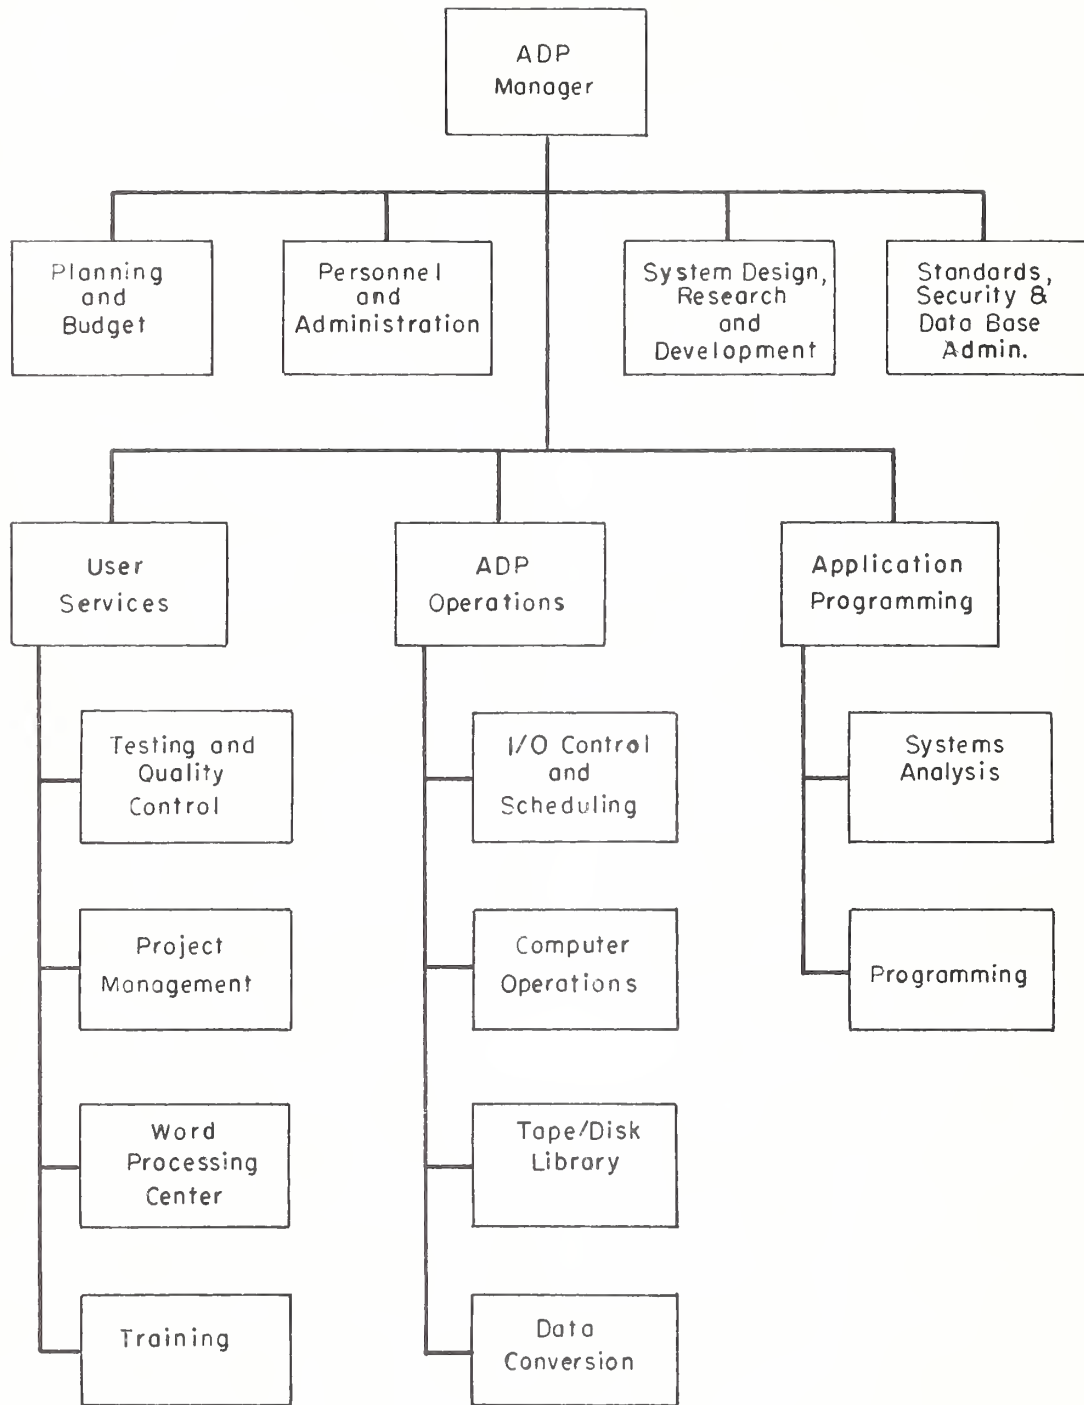 ADP
Manager
Planning
and
Budget
Personnel
and
Administration
System Design,
Research
and
Development
Standards,
Security &
Data Base
Admin.
User
Services
ADP
Operations
Application
Programming
Testing and
Quality
Control
Project
Management
Word
Processing
Center
Training
I/O Control
and
Scheduling
Computer
Operations
Tape/Disk
Library
Data
Conversion
Systems
Analysis
Programming